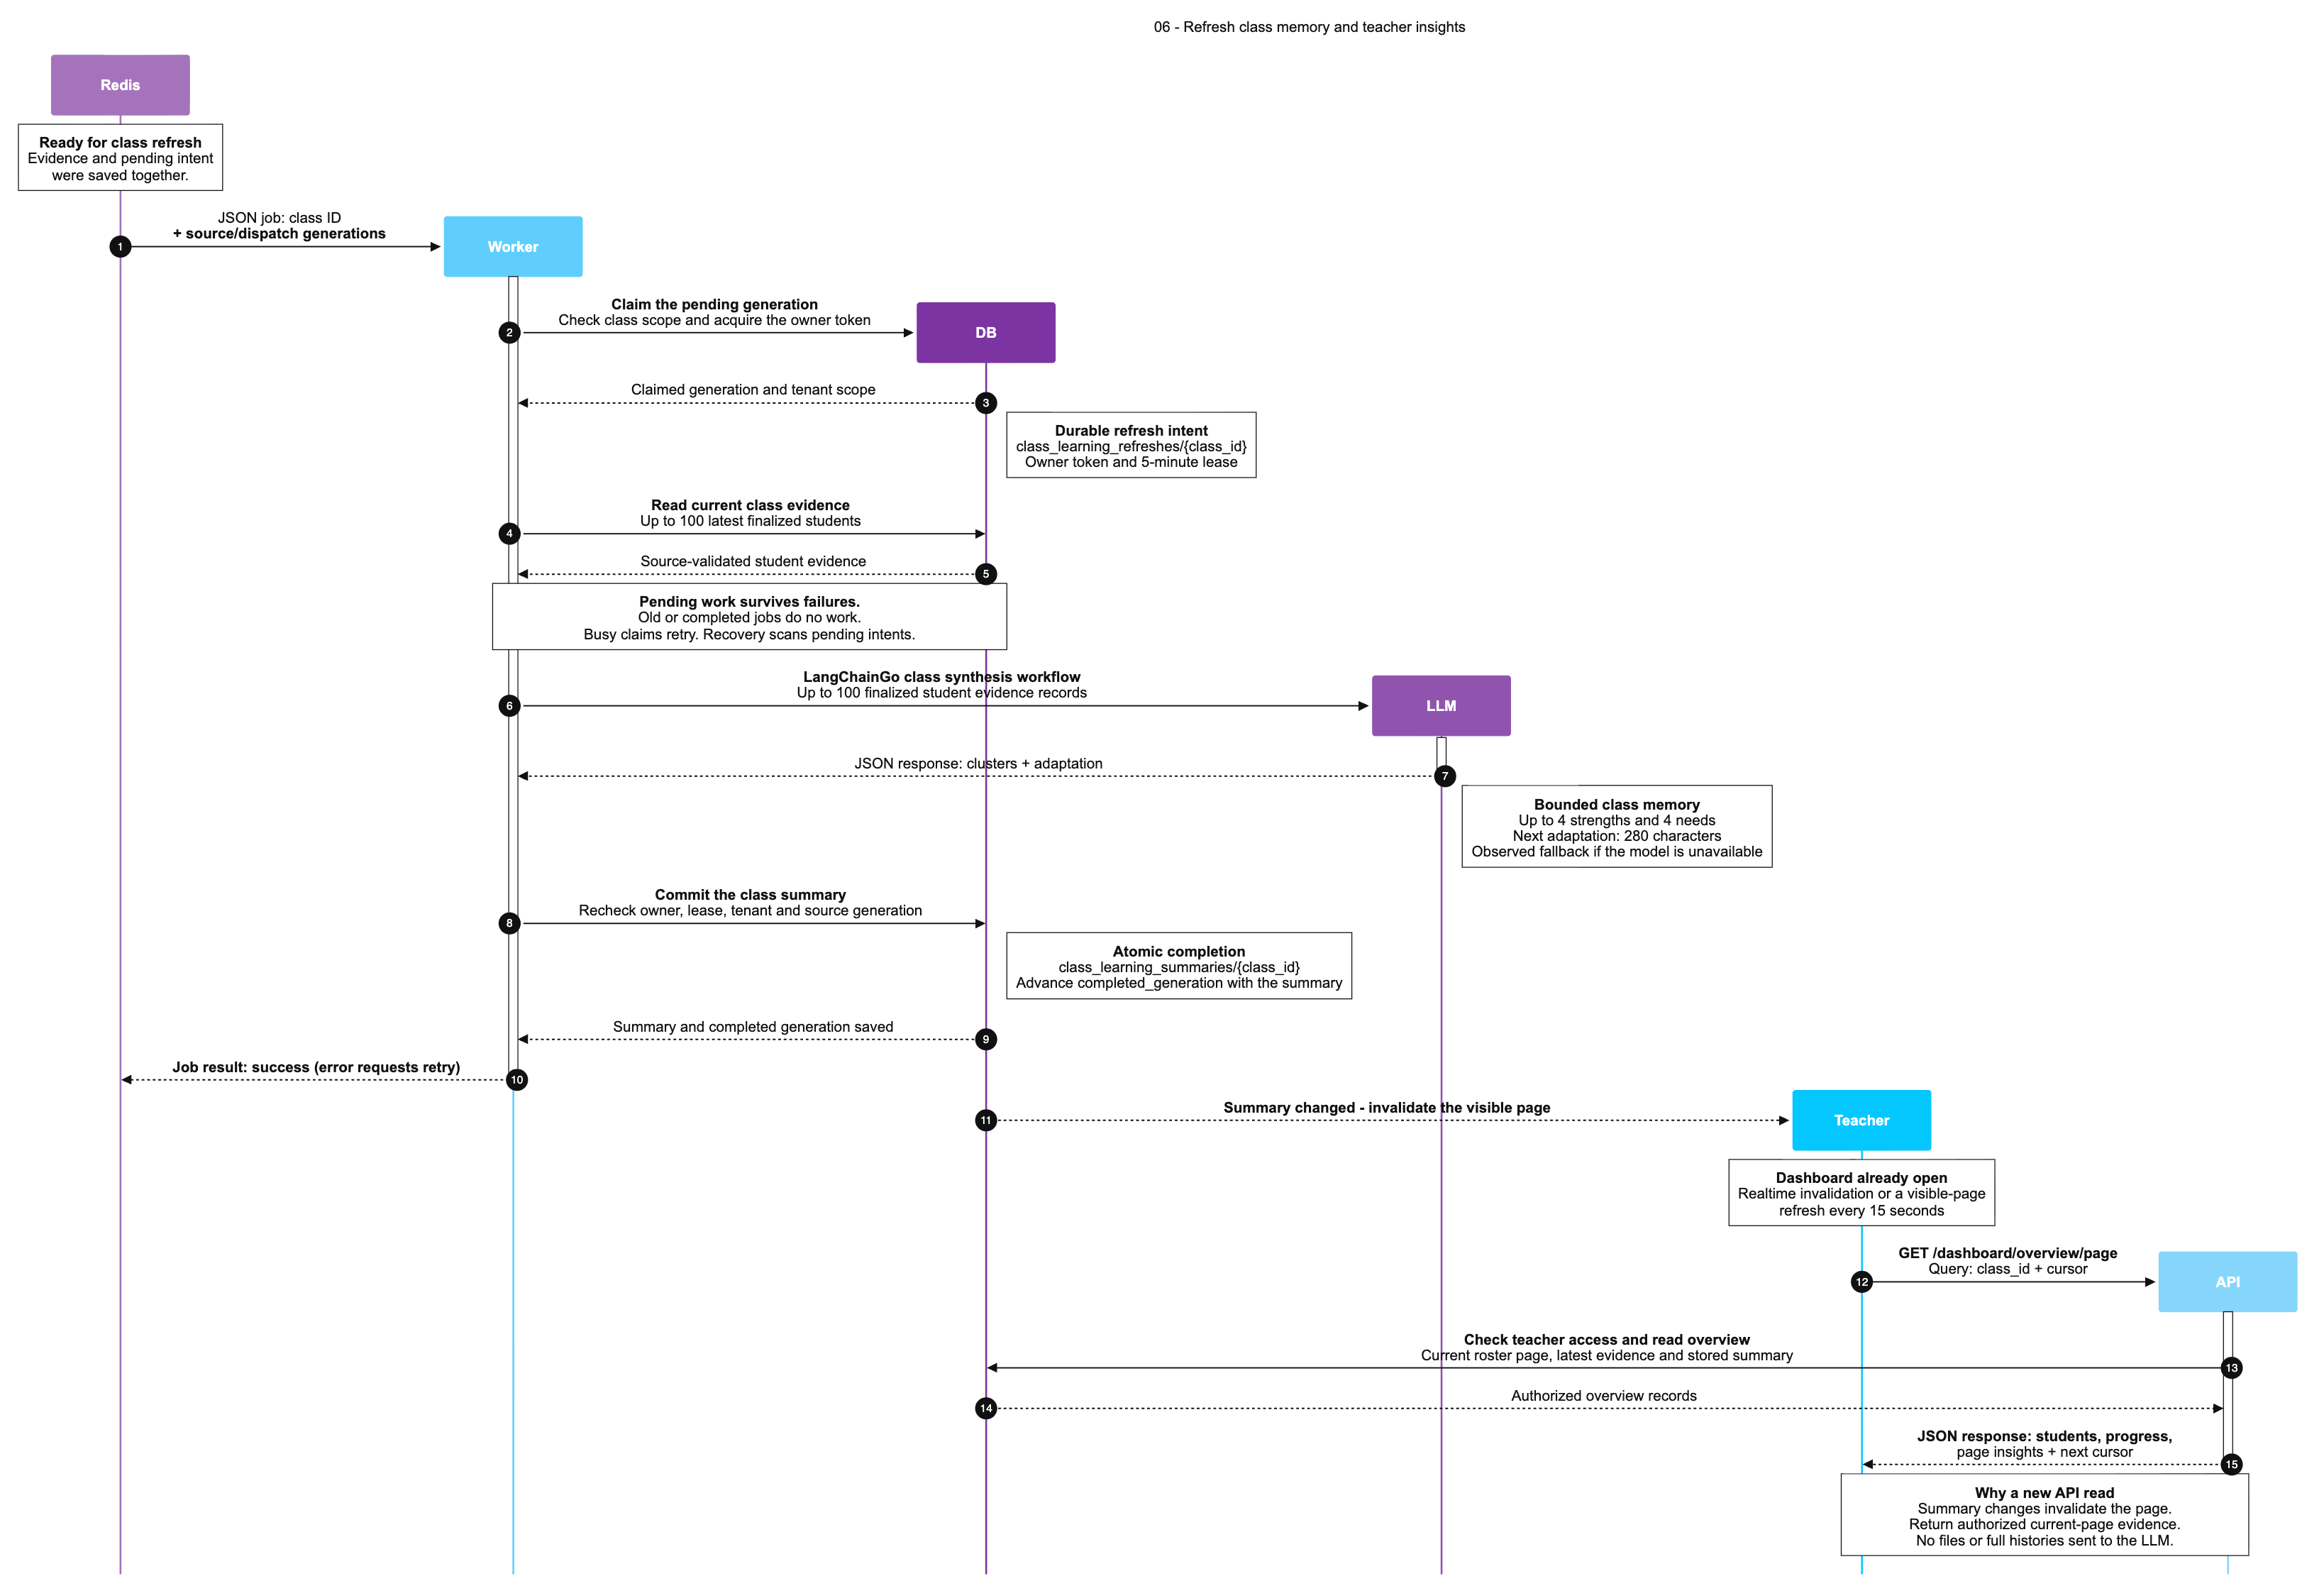 06 - Refresh class memory and teacher insights
Redis
Ready for class refresh
Evidence and pending intent
were saved together.
JSON job: class ID
+ source/dispatch generations
1
Worker
Claim the pending generation
Check class scope and acquire the owner token
2
DB
Claimed generation and tenant scope
3
Durable refresh intent
class_learning_refreshes/{class_id}
Owner token and 5-minute lease
Read current class evidence
Up to 100 latest finalized students
4
Source-validated student evidence
5
Pending work survives failures.
Old or completed jobs do no work.
Busy claims retry. Recovery scans pending intents.
LangChainGo class synthesis workflow
Up to 100 finalized student evidence records
6
LLM
JSON response: clusters + adaptation
7
Bounded class memory
Up to 4 strengths and 4 needs
Next adaptation: 280 characters
Observed fallback if the model is unavailable
Commit the class summary
Recheck owner, lease, tenant and source generation
8
Atomic completion
class_learning_summaries/{class_id}
Advance completed_generation with the summary
Summary and completed generation saved
9
Job result: success (error requests retry)
10
Summary changed - invalidate the visible page
11
Teacher
Dashboard already open
Realtime invalidation or a visible-page
refresh every 15 seconds
GET /dashboard/overview/page
Query: class_id + cursor
12
API
Check teacher access and read overview
Current roster page, latest evidence and stored summary
13
Authorized overview records
14
JSON response: students, progress,
page insights + next cursor
15
Why a new API read
Summary changes invalidate the page.
Return authorized current-page evidence.
No files or full histories sent to the LLM.